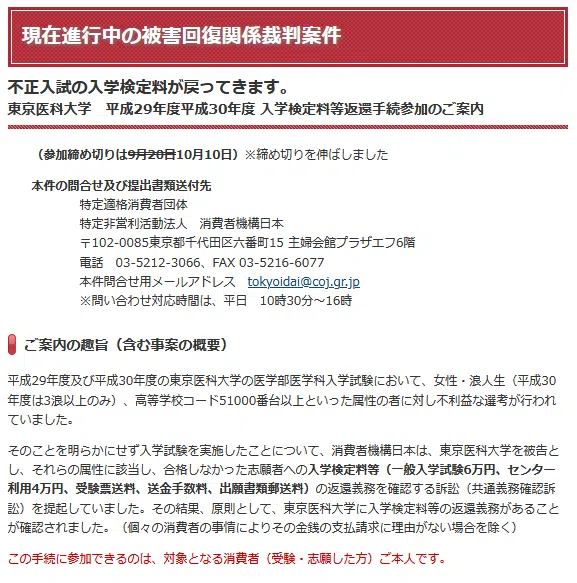 現在進行中の被害回復関係裁判案件
不正入試の入学検定料が戻ってきます。
東京医科大学　平成29年度平成30年度 入学検定料等返還手続参加のご案内
（参加締め切りは9月20日10月10日）※締め切りを伸ばしました
本件の問合せ及び提出書類送付先
特定適格消費者団体
特定非営利活動法人　消費者機構日本
〒102-0085東京都千代田区六番町15 主婦会館プラザエフ6階
電話　03-5212-3066、FAX 03-5216-6077
本件問合せ用メールアドレス　tokyoidai@coj.gr.jp
※問い合わせ対応時間は、平日　10時30分～16時
ご案内の趣旨（含む事案の概要）
平成29年度及び平成30年度の東京医科大学の医学部医学科入学試験において、女性・浪人生（平成30
年度は3浪以上のみ）、高等学校コード51000番台以上といった属性の者に対し不利益な選考が行われ
ていました。
そのことを明らかにせず入学試験を実施したことについて、消費者機構日本は、東京医科大学を被告と
し、それらの属性に該当し、合格しなかった志願者への入学検定料等（一般入学試験6万円、センター
利用4万円、受験票送料、送金手数料、出願書類郵送料）の返還義務を確認する訴訟（共通義務確認訴
訟）を提起していました。その結果、原則として、東京医科大学に入学検定料等の返還義務があること
が確認されました。（個々の消費者の事情によりその金銭の支払請求に理由がない場合を除く）
この手続に参加できるのは、対象となる消費者（受験・志願した方）ご本人です。